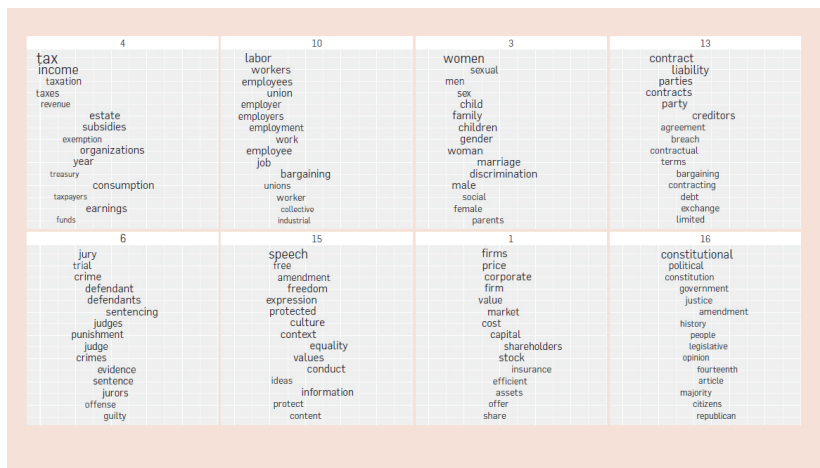 4
tax
income
taxation
taxes
revenue
estate
subsidies
exemption
organizations
year
treasury
consumption
taxpayers
earnings
funds
10
labor
workers
employees
union
employer
employers
employment
work
employee
job
bargaining
unions
worker
collective
industrial
3
women
sexual
men
sex
child
family
children
gender
woman
marriage
discrimination
male
social
female
parents
13
contract
liability
parties
contracts
party
creditors
agreement
breach
contractual
terms
bargaining
contracting
debt
exchange
limited
6
jury
trial
crime
defendant
defendants
sentencing
judges
punishment
judge
crimes
evidence
sentence
jurors
offense
guilty
15
speech
free
amendment
freedom
expression
protected
culture
context
equality
values
conduct
ideas
information
protect
content
1
firms
price
corporate
firm
value
market
cost
capital
shareholders
stock
insurance
efficient
assets
offer
share
16
constitutional
political
constitution
government
justice
amendment
history
people
legislative
opinion
fourteenth
article
majority
citizens
republican